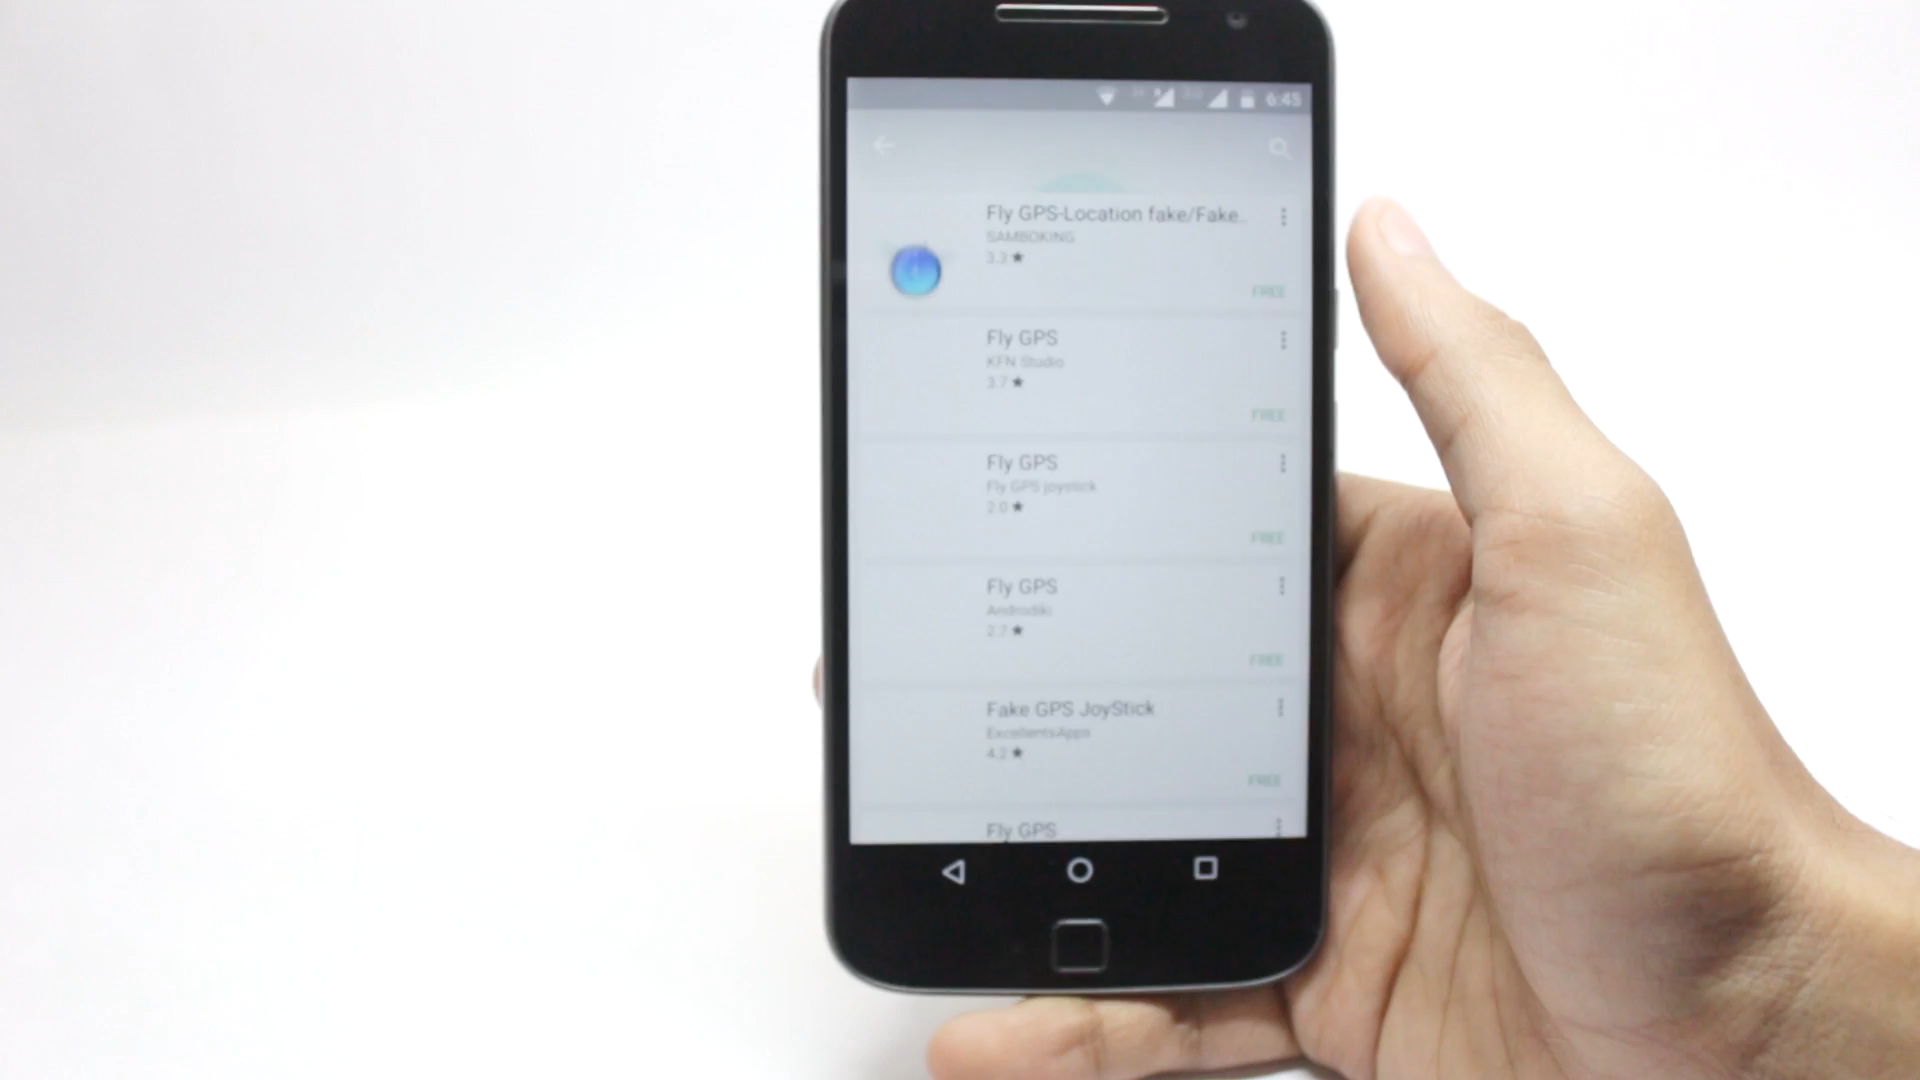 6:45
Fly GPS-Location fake/Fake..
SAMBOKING
3.3 ★
FREE
Fly GPS
KFN Studio
3.7 ★
FREE
Fly GPS
Fly GPS joystick
2.0 ★
FREE
Fly GPS
Androdiki
2.7 ★
FREE
Fake GPS JoyStick
ExcellentsApps
4.2 ★
FREE
Fly GPS